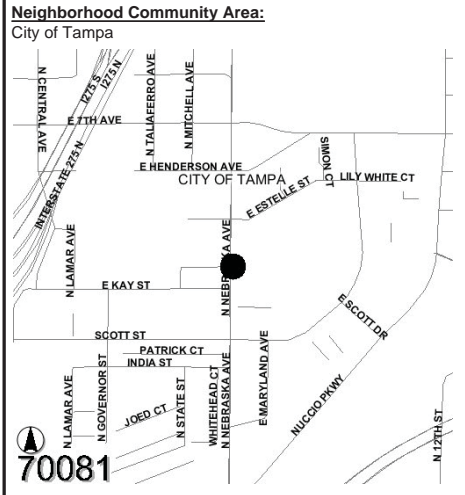 Neighborhood Community Area:
City of Tampa
N CENTRAL AVE
I275 S
I275 N
N TALIAFERRO AVE
N MITCHELL AVE
E 7TH AVE
INTERSTATE 275 N
E HENDERSON AVE
CITY OF TAMPA
SIMON CT
LILY WHITE CT
E ESTELLE ST
N LAMAR AVE
N NEBRASKA AVE
E KAY ST
E SCOTT DR
SCOTT ST
PATRICK CT
INDIA ST
N LAMAR AVE
N GOVERNOR ST
JOED CT
N STATE ST
WHITEHEAD CT
N NEBRASKA AVE
E MARYLAND AVE
NUCCIO PKWY
N 12TH ST
70081